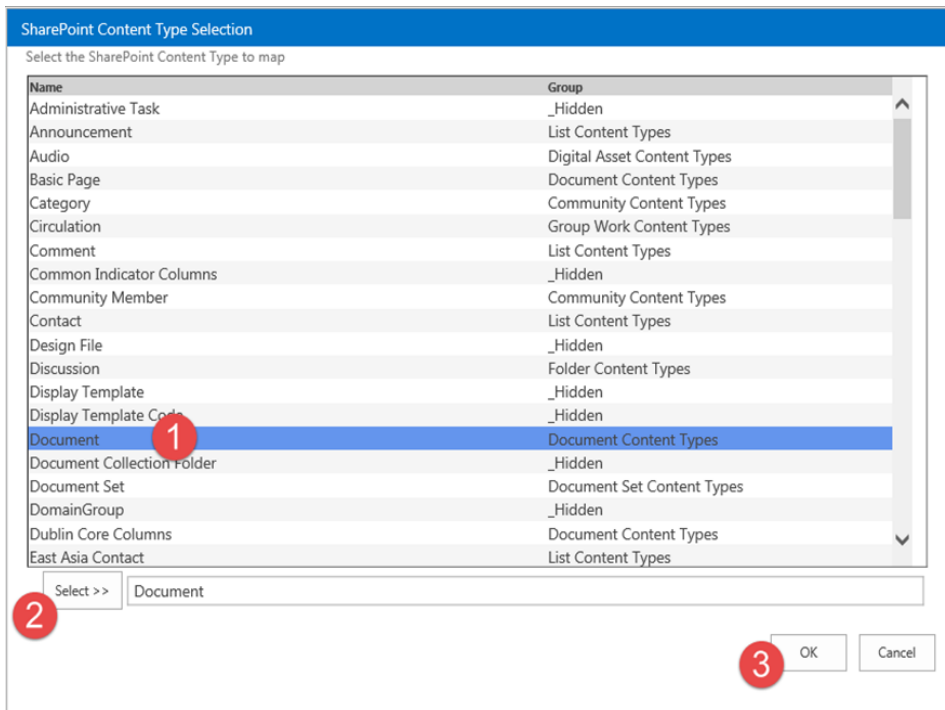 SharePoint Content Type Selection
Select the SharePoint Content Type to map
Name Group
Administrative Task _Hidden
Announcement List Content Types
Audio Digital Asset Content Types
Basic Page Document Content Types
Category Community Content Types
Circulation Group Work Content Types
Comment List Content Types
Common Indicator Columns _Hidden
Community Member Community Content Types
Contact List Content Types
Design File _Hidden
Discussion Folder Content Types
Display Template _Hidden
Display Template Code _Hidden
Document 1 Document Content Types
Document Collection Folder _Hidden
Document Set Document Set Content Types
DomainGroup _Hidden
Dublin Core Columns Document Content Types
East Asia Contact List Content Types
Select >> Document
2
3 OK Cancel